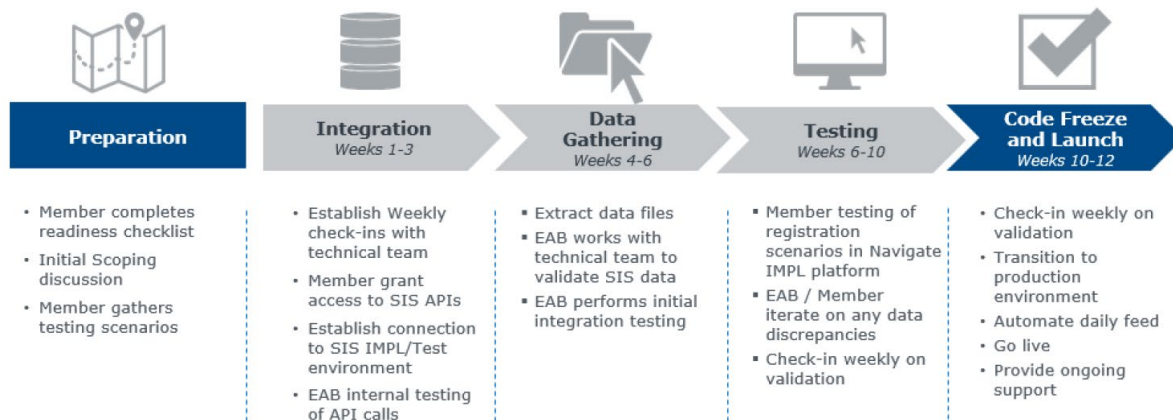 Preparation
Integration
Weeks 1-3
Data
Gathering
Weeks 4-6
Testing
Weeks 6-10
Code Freeze
and Launch
Weeks 10-12
• Member completes
readiness checklist
• Initial Scoping
discussion
• Member gathers
testing scenarios
• Establish Weekly
check-ins with
technical team
• Member grant
access to SIS APIs
• Establish connection
to SIS IMPL/Test
environment
• EAB internal testing
of API calls
▪ Extract data files
▪ EAB works with
technical team to
validate SIS data
▪ EAB performs initial
integration testing
▪ Member testing of
registration
scenarios in Navigate
IMPL platform
▪ EAB / Member
iterate on any data
discrepancies
▪ Check-in weekly on
validation
• Check-in weekly on
validation
• Transition to
production
environment
• Automate daily feed
• Go live
• Provide ongoing
support